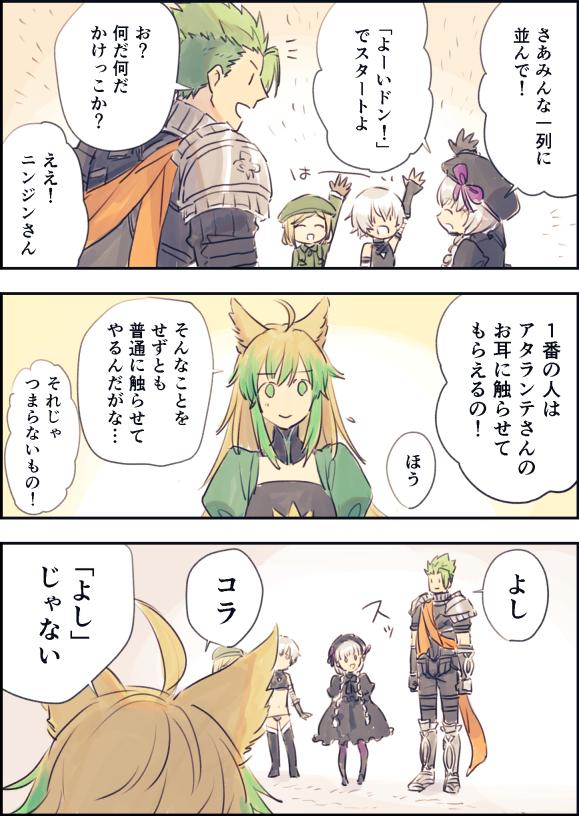 さあみんな一列に
並んで！
「よーいドン！」
でスタートよ
はーい
お？
何だ何だ
かけっこか？
ええ！
ニンジンさん
１番の人は
アタランテさんの
お耳に触らせて
もらえるの！
ほう
そんなことを
せずとも
普通に触らせて
やるんだがな…
それじゃ
つまらないもの！
よし
スッ
コラ
「よし」
じゃない